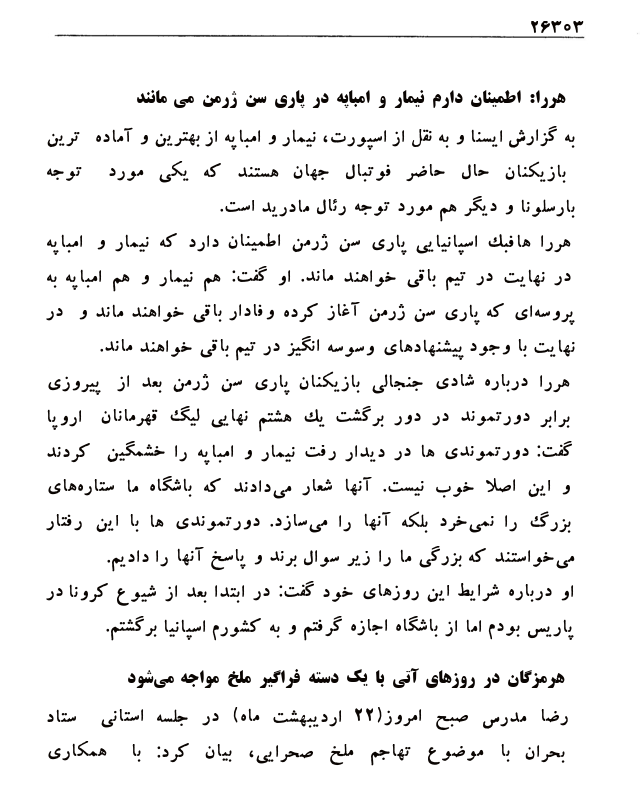 ۲۶۳۰۳
هررا: اطمینان دارم نیمار و امباپه در پاری سن ژرمن می مانند
به گزارش ایسنا و به نقل از اسپورت، نیمار و امباپه از بهترین و آماده ترین
بازیکنان حال حاضر فوتبال جهان هستند که یکی مورد توجه
بارسلونا و دیگر هم مورد توجه رئال مادرید است.
هررا هافبک اسپانیایی پاری سن ژرمن اطمینان دارد که نیمار و امباپه
در نهایت در تیم باقی خواهند ماند. او گفت: هم نیمار و هم امباپه به
پروسه‌ای که پاری سن ژرمن آغاز کرده وفادار باقی خواهند ماند و در
نهایت با وجود پیشنهادهای وسوسه انگیز در تیم باقی خواهند ماند.
هررا درباره شادی جنجالی بازیکنان پاری سن ژرمن بعد از پیروزی
برابر دورتموند در دور برگشت یک هشتم نهایی لیگ قهرمانان اروپا
گفت: دورتموندی ها در دیدار رفت نیمار و امباپه را خشمگین کردند
و این اصلا خوب نیست. آنها شعار می‌دادند که باشگاه ما ستاره‌های
بزرگ را نمی‌خرد بلکه آنها را می‌سازد. دورتموندی ها با این رفتار
می‌خواستند که بزرگی ما را زیر سوال برند و پاسخ آنها را دادیم.
او درباره شرایط این روزهای خود گفت: در ابتدا بعد از شیوع کرونا در
پاریس بودم اما از باشگاه اجازه گرفتم و به کشورم اسپانیا برگشتم.
هرمزگان در روزهای آتی با یک دسته فراگیر ملخ مواجه می‌شود
رضا مدرس صبح امروز(۲۲ اردیبهشت ماه) در جلسه استانی ستاد
بحران با موضوع تهاجم ملخ صحرایی، بیان کرد: با همکاری